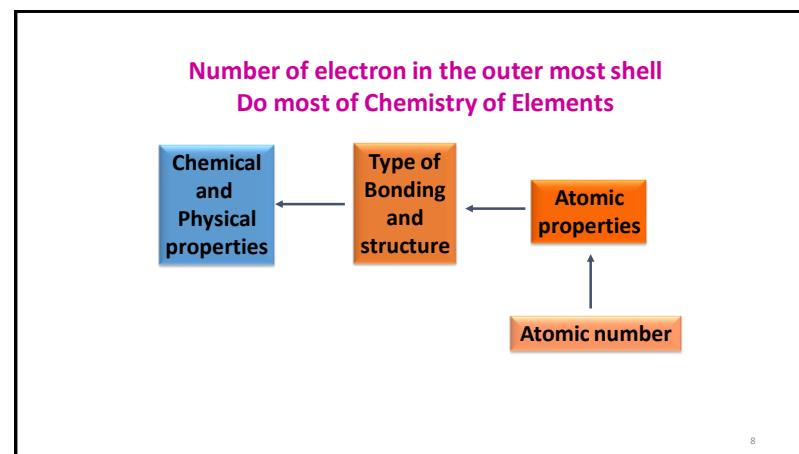 Number of electron in the outer most shell
Do most of Chemistry of Elements
Chemical
and
Physical
properties
Type of
Bonding
and
structure
Atomic
properties
Atomic number
8